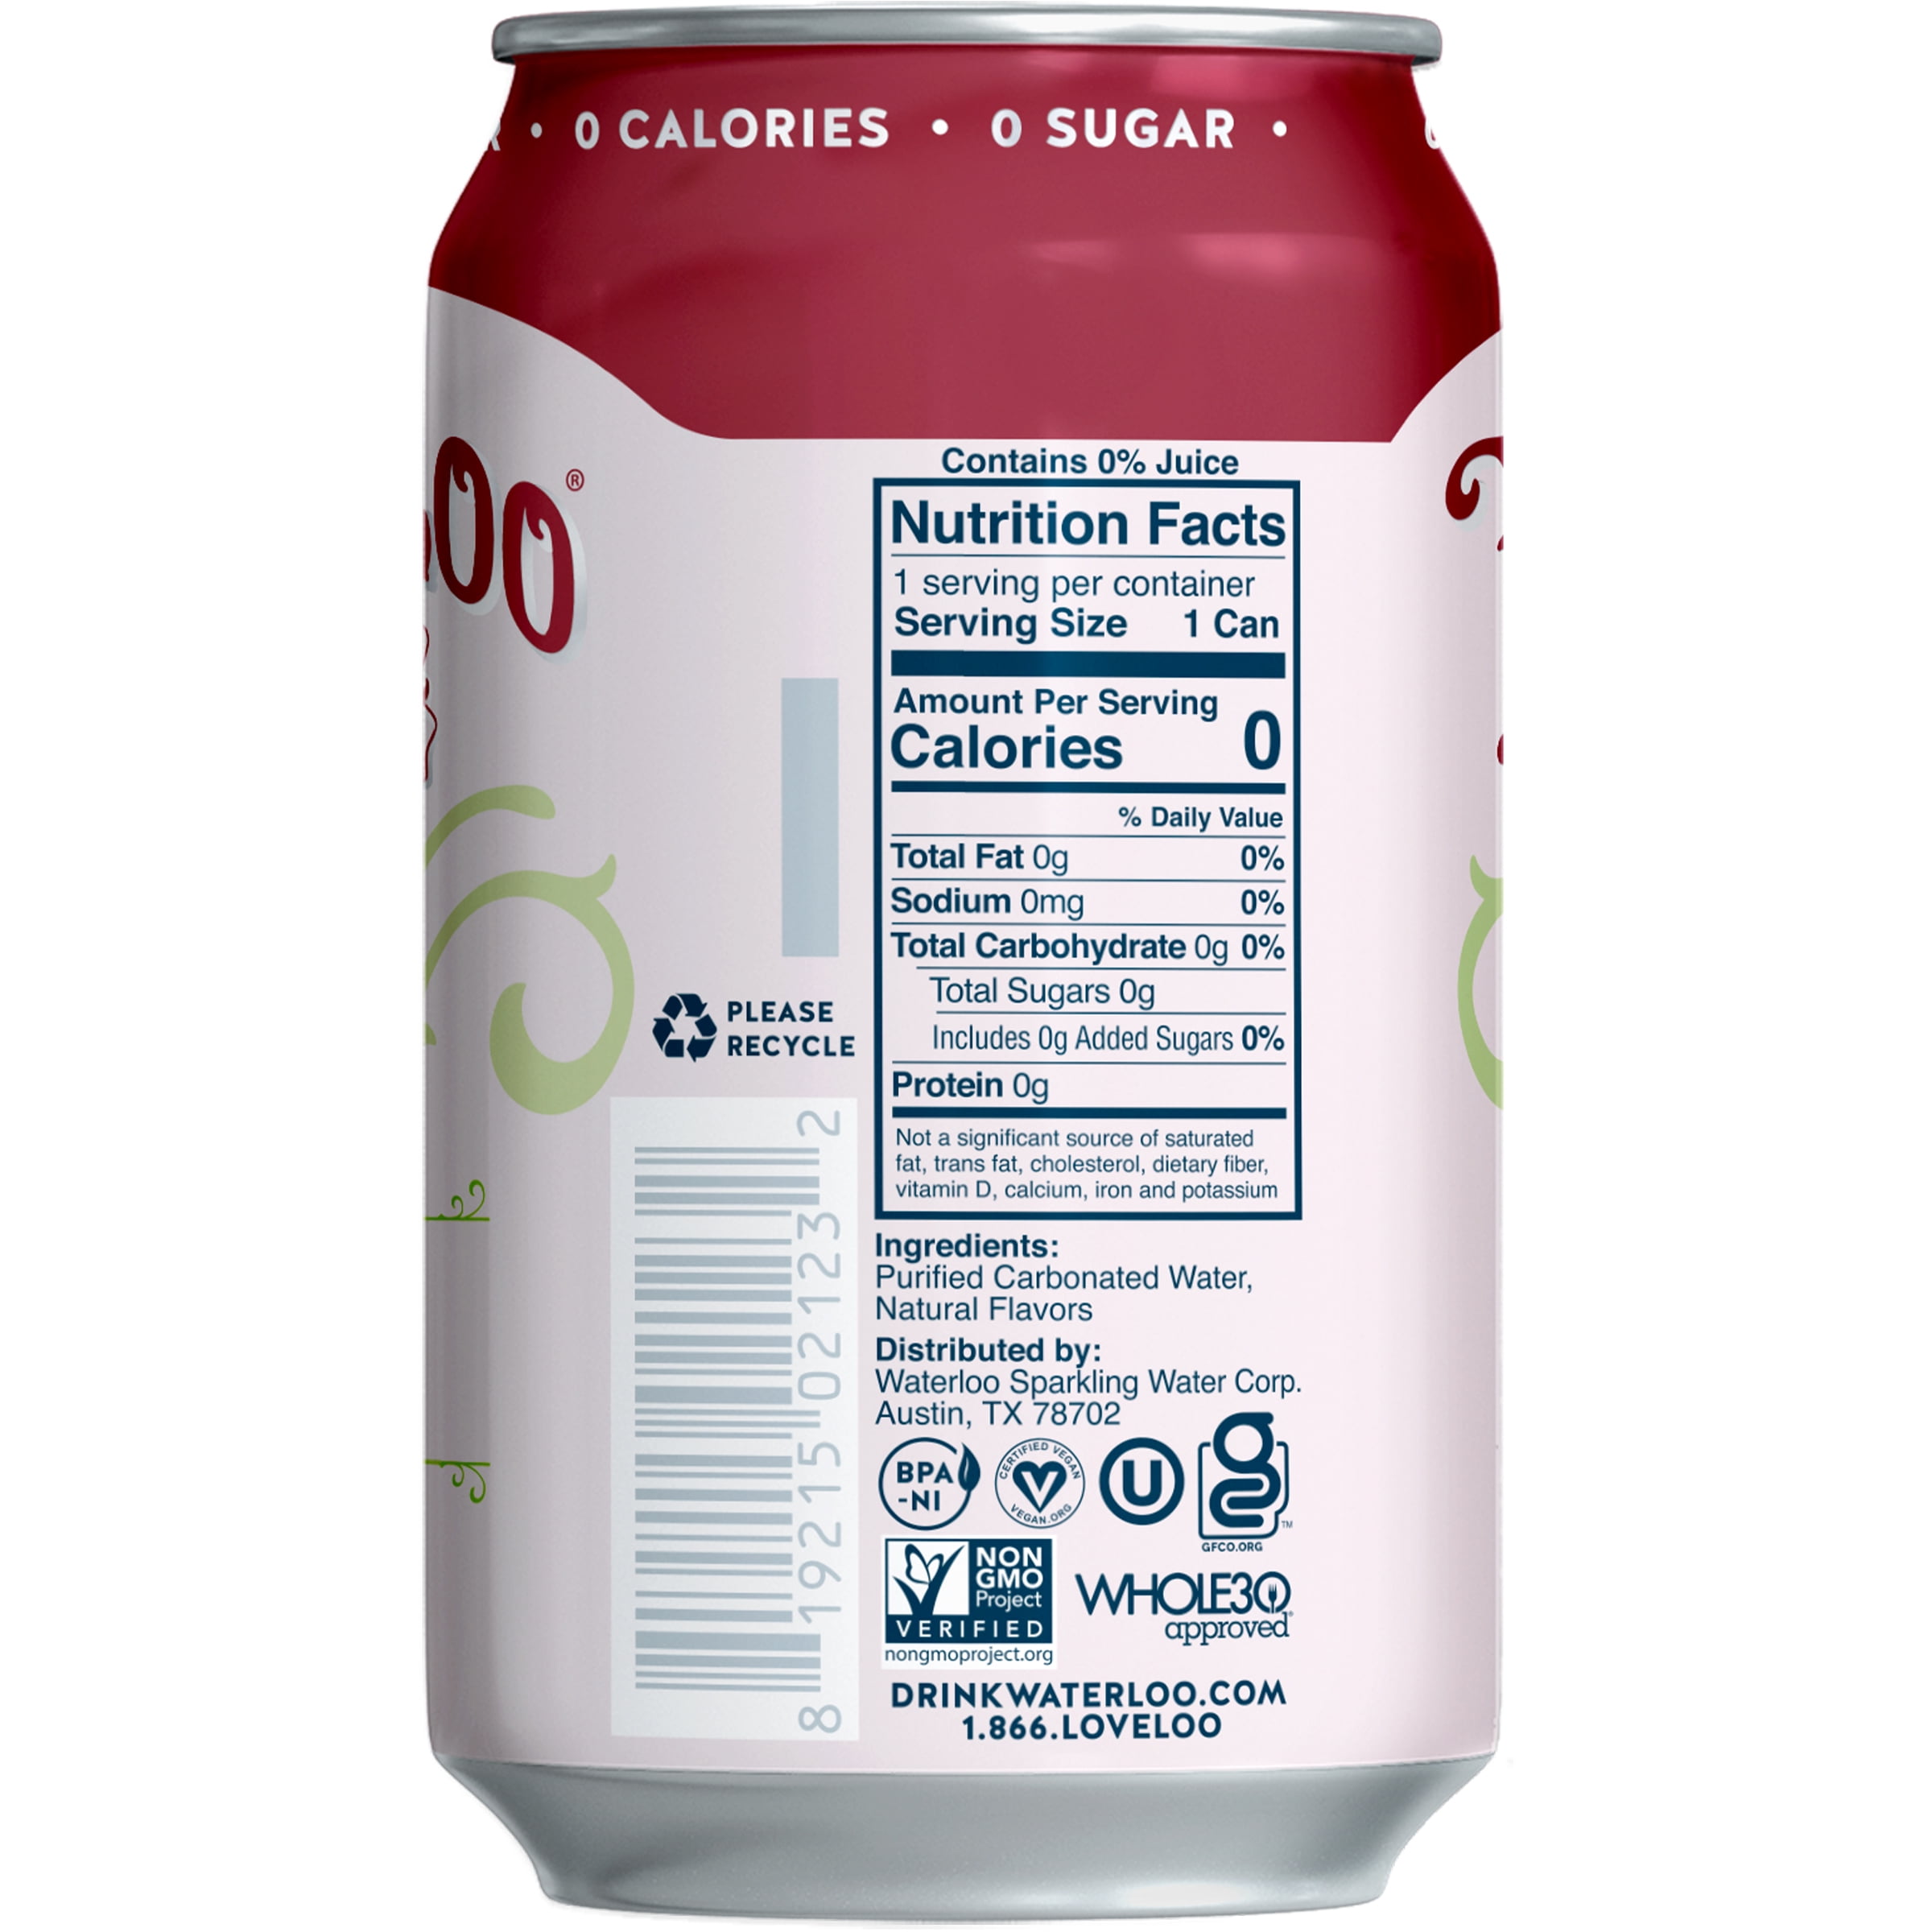 0 CALORIES • 0 SUGAR •
®
Contains 0% Juice
Nutrition Facts
1 serving per container
Serving Size 1 Can
Amount Per Serving
Calories 0
% Daily Value
Total Fat 0g 0%
Sodium 0mg 0%
Total Carbohydrate 0g 0%
Total Sugars 0g
Includes 0g Added Sugars 0%
Protein 0g
Not a significant source of saturated
fat, trans fat, cholesterol, dietary fiber,
vitamin D, calcium, iron and potassium
PLEASE
RECYCLE
8 19215 02123 2
Ingredients:
Purified Carbonated Water,
Natural Flavors
Distributed by:
Waterloo Sparkling Water Corp.
Austin, TX 78702
BPA
-NI
CERTIFIED VEGAN
V
VEGAN.ORG
U
g
TM
GFCO.ORG
NON
GMO
Project
VERIFIED
nongmoproject.org
WHOLE30
approved
DRINKWATERLOO.COM
1.866.LOVELOO